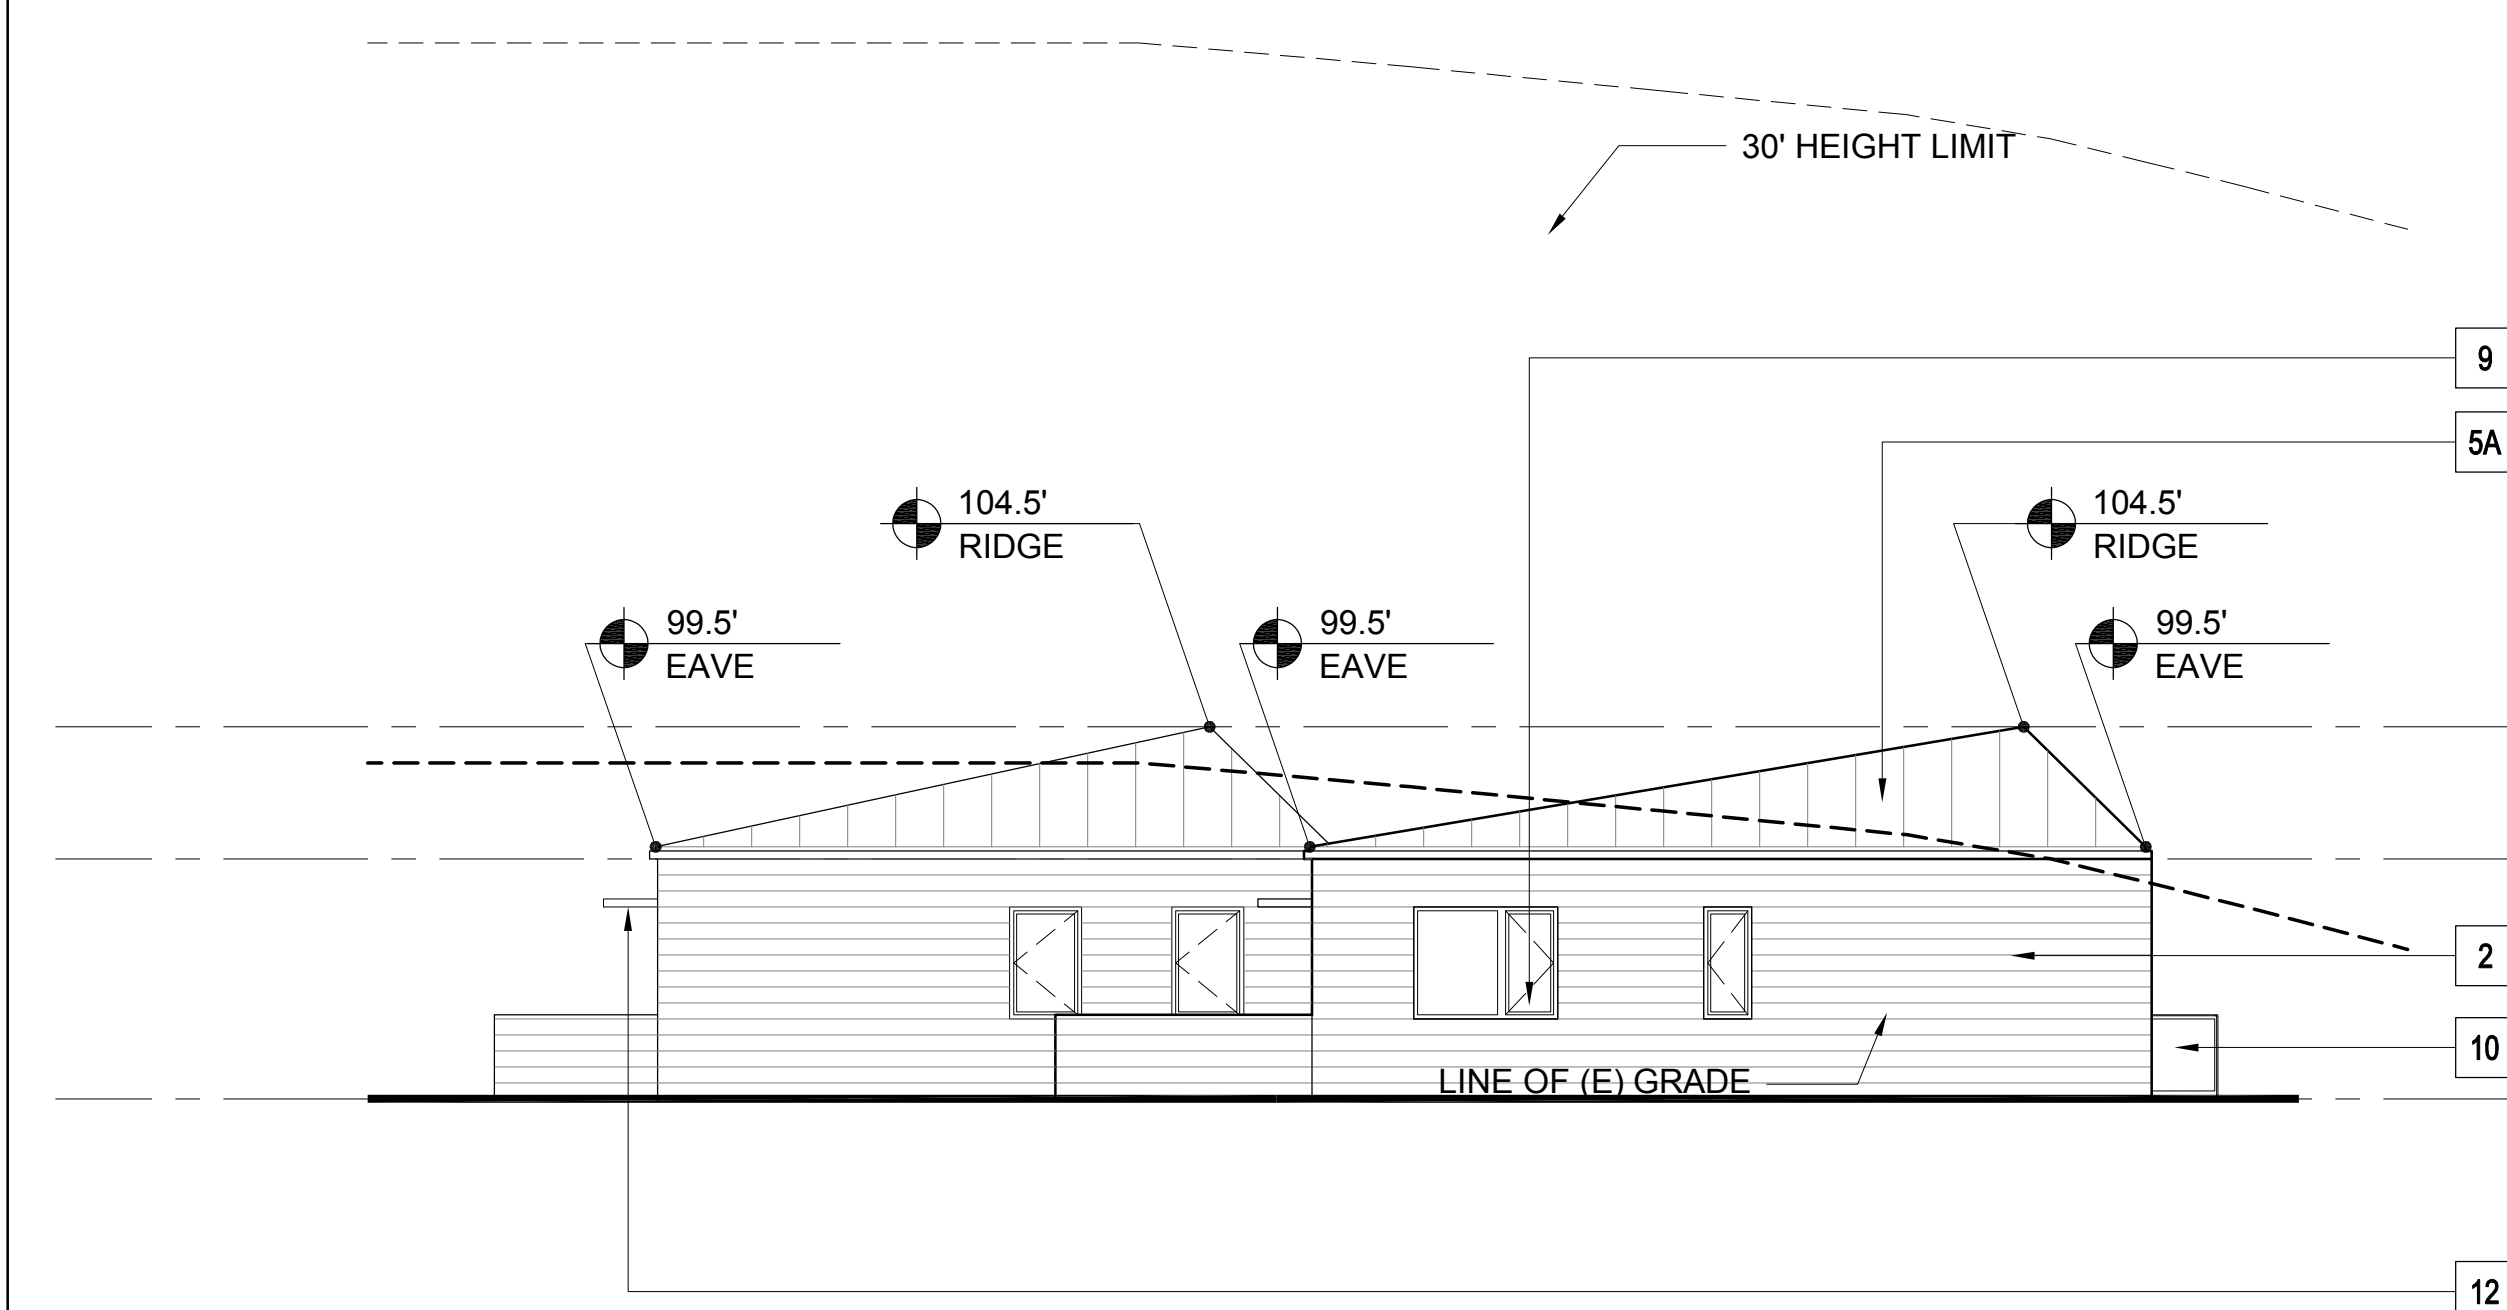 30' HEIGHT LIMIT
9
5A
104.5'
RIDGE
104.5'
RIDGE
99.5'
EAVE
99.5'
EAVE
99.5'
EAVE
2
10
LINE OF (E) GRADE
12